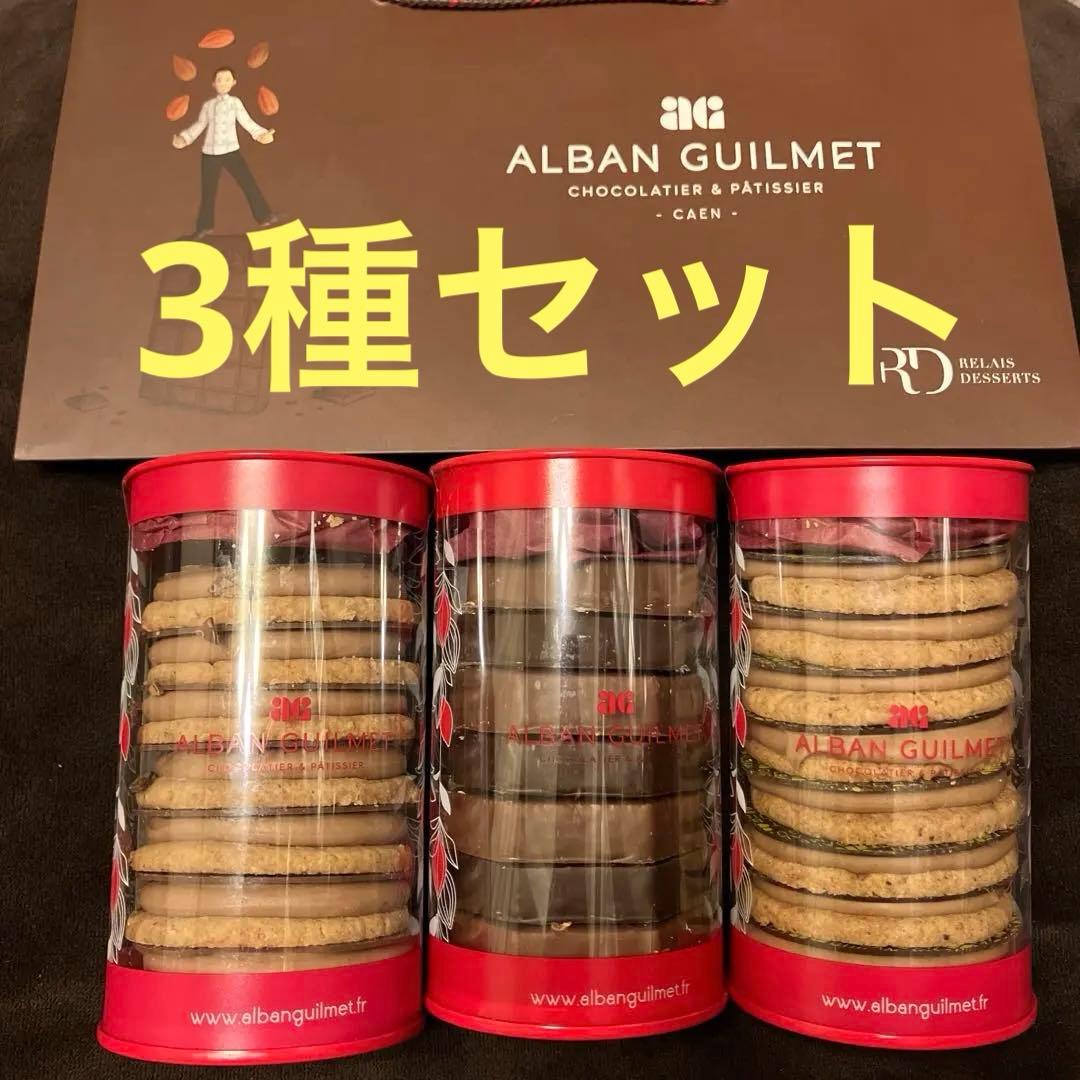 ag
ALBAN GUILMET
CHOCOLATIER & PÂTISSIER
- CAEN -
3種セット
RD RELAIS
DESSERTS
ag
ALBAN GUILMET
CHOCOLATIER & PÂTISSIER
www.albanguilmet.fr
ag
ALBAN GUILMET
www.albanguilmet.fr
ag
ALBAN GUILMET
CHOCOLATIER & PÂTISSIER
www.albanguilmet.fr